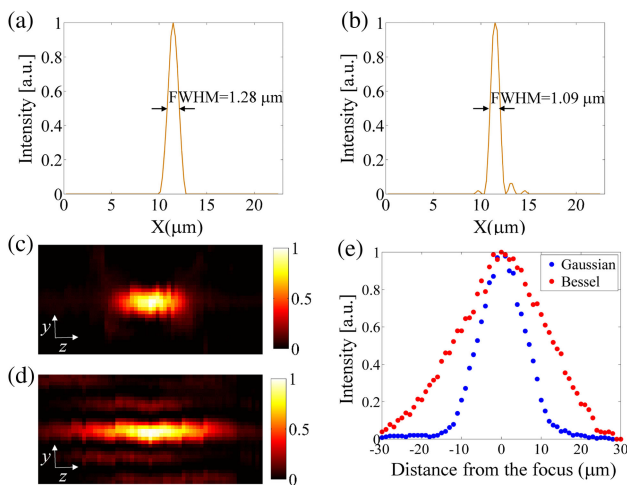 (a)
Intensity [a.u.]
1
0.8
0.6
0.4
0.2
0
FWHM=1.28 μm
0 5 10 15 20
X(μm)
(b)
Intensity [a.u.]
1
0.8
0.6
0.4
0.2
0
FWHM=1.09 μm
0 5 10 15 20
X(μm)
(c)
y
z
1
0.5
0
(d)
y
z
1
0.5
0
(e)
Intensity [a.u.]
1
0.8
0.6
0.4
0.2
0
Gaussian
Bessel
-30 -20 -10 0 10 20 30
Distance from the focus (μm)